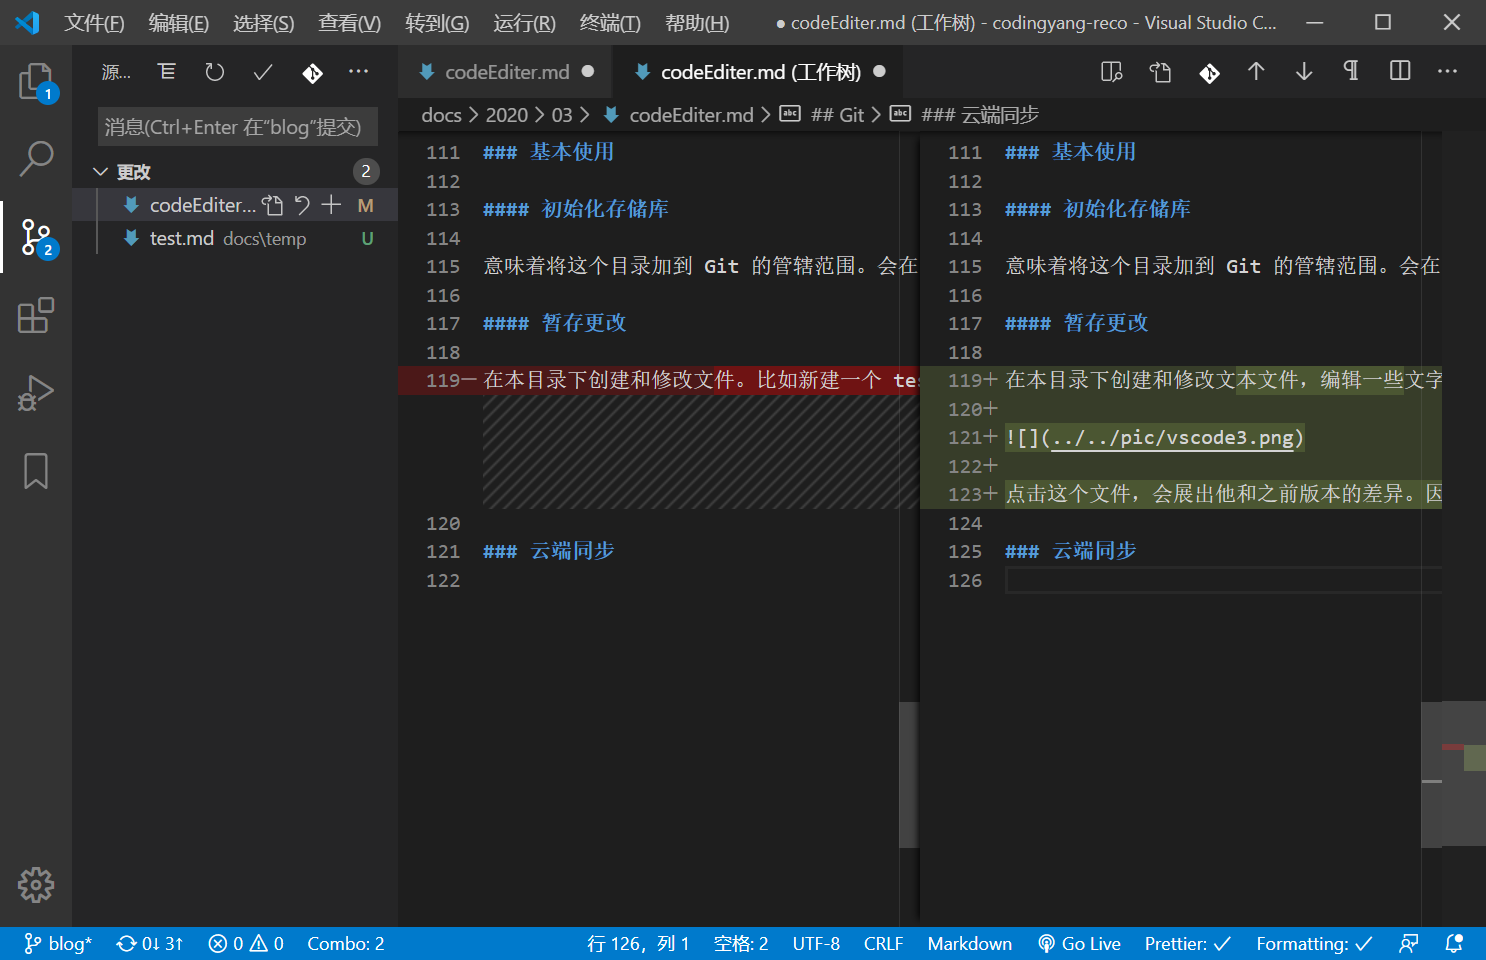 文件(F) 编辑(E) 选择(S) 查看(V) 转到(G) 运行(R) 终端(T) 帮助(H) ● codeEditer.md (工作树) - codingyang-reco - Visual Studio C...
源...
codeEditer.md
codeEditer.md (工作树)
docs > 2020 > 03 > codeEditer.md > ## Git > ### 云端同步
1
2
消息(Ctrl+Enter 在“blog”提交)
更改 2
codeEditer... M
test.md docs\temp U
111 ### 基本使用
112
113 #### 初始化存储库
114
115 意味着将这个目录加到 Git 的管辖范围。会在
116
117 #### 暂存更改
118
119— 在本目录下创建和修改文件。比如新建一个 tes
120
121 ### 云端同步
122
111 ### 基本使用
112
113 #### 初始化存储库
114
115 意味着将这个目录加到 Git 的管辖范围。会在
116
117 #### 暂存更改
118
119+ 在本目录下创建和修改文本文件，编辑一些文字
120+
121+ ![](../../pic/vscode3.png)
122+
123+ 点击这个文件，会展出他和之前版本的差异。因
124
125 ### 云端同步
126
blog* 0↓ 3↑ 0 0 Combo: 2 行 126，列 1 空格: 2 UTF-8 CRLF Markdown Go Live Prettier: ✓ Formatting: ✓